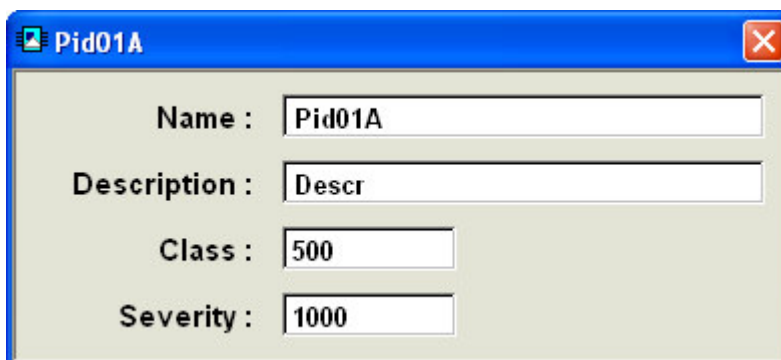 Pid01A
Name : Pid01A
Description : Descr
Class : 500
Severity : 1000